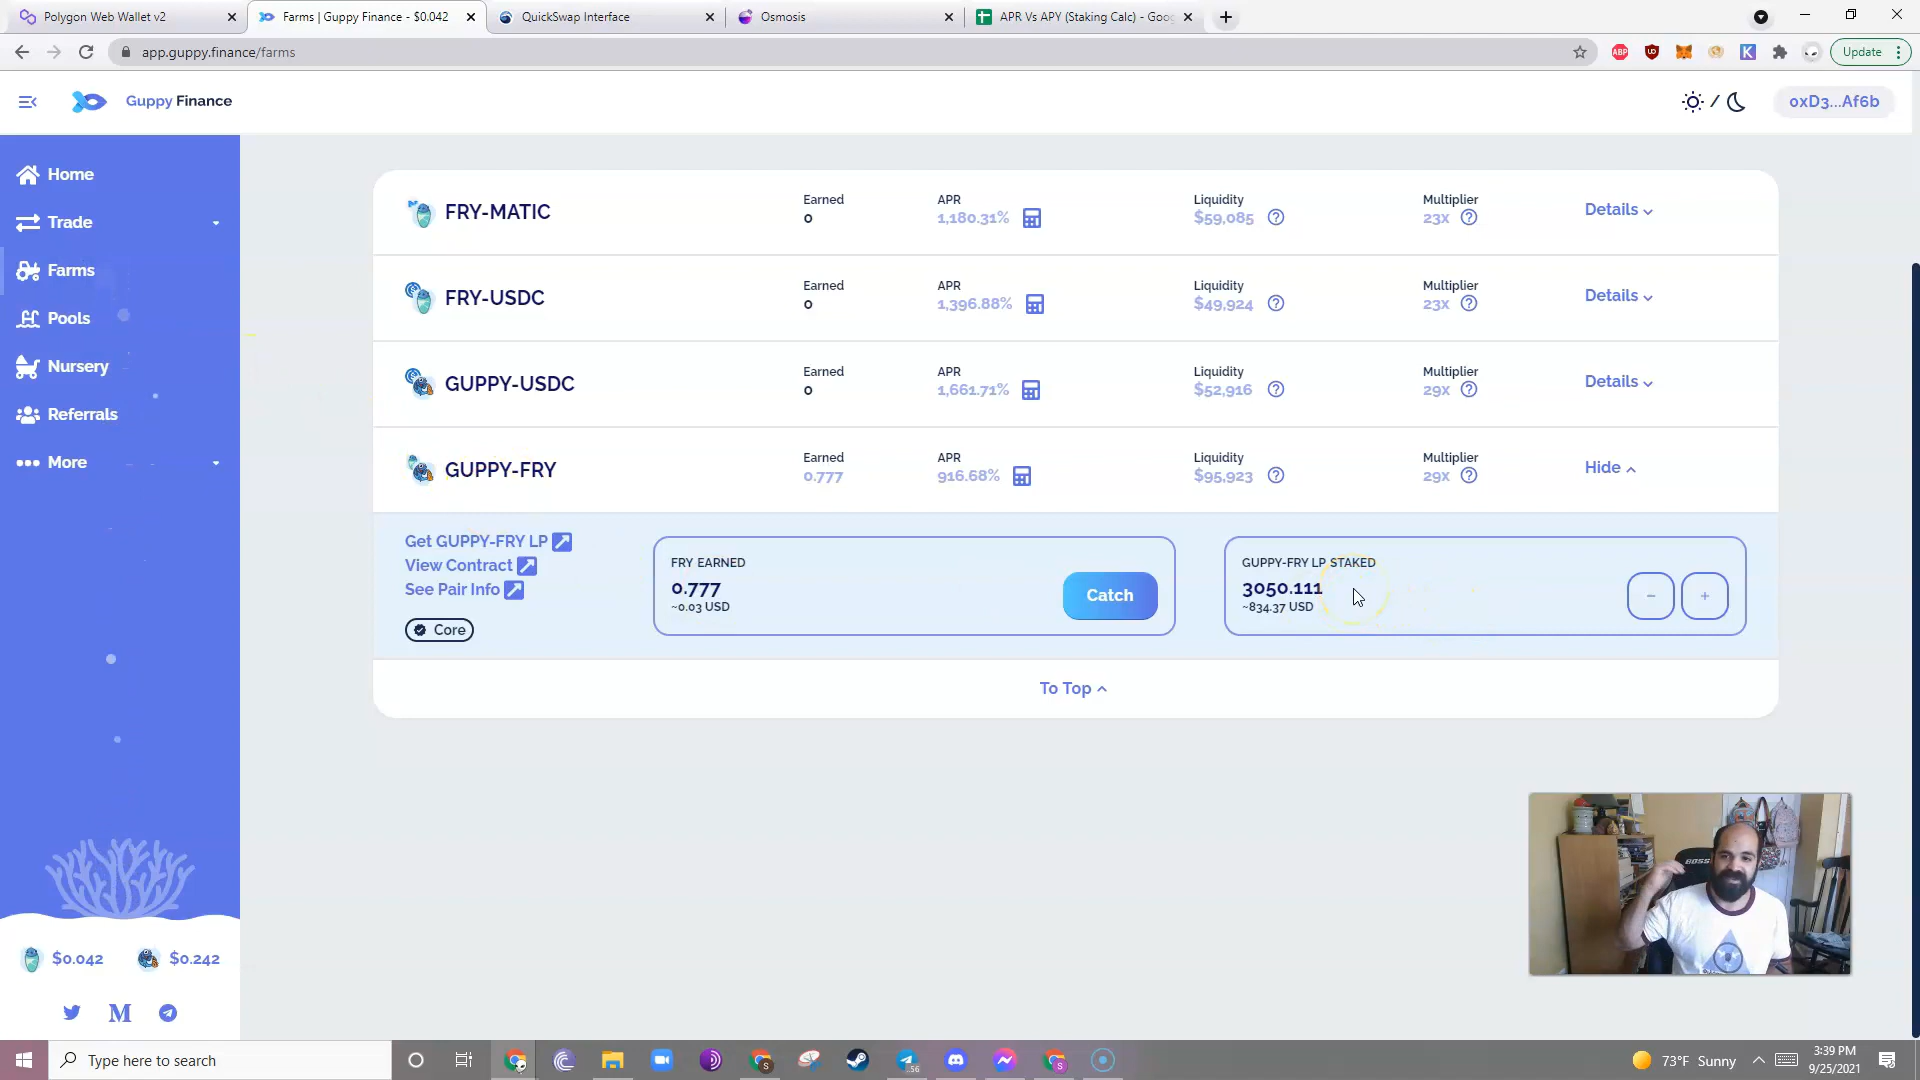 Polygon Web Wallet v2
Farms | Guppy Finance - $0.042
QuickSwap Interface
Osmosis
APR Vs APY (Staking Calc) - Goog
app.guppy.finance/farms
ABP
Update
Guppy Finance
/
0xD3...Af6b
Home
Trade
Farms
Pools
Nursery
Referrals
More
$0.042
$0.242
FRY-MATIC
Earned
0
APR
1,180.31%
Liquidity
$59,085
Multiplier
23x
Details
FRY-USDC
Earned
0
APR
1,396.88%
Liquidity
$49,924
Multiplier
23x
Details
GUPPY-USDC
Earned
0
APR
1,661.71%
Liquidity
$52,916
Multiplier
29x
Details
GUPPY-FRY
Earned
0.777
APR
916.68%
Liquidity
$95,923
Multiplier
29x
Hide
Get GUPPY-FRY LP
View Contract
See Pair Info
Core
FRY EARNED
0.777
~0.03 USD
Catch
GUPPY-FRY LP STAKED
3050.111
~834.37 USD
-
+
To Top
BOSS
Type here to search
56
73°F Sunny
3:39 PM
9/25/2021